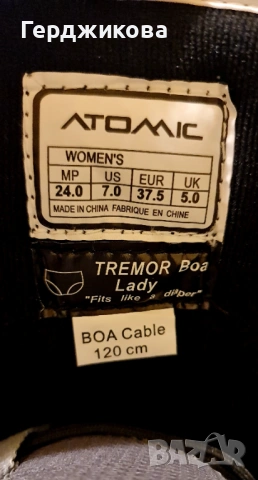 Герджикова
ATOMIC
WOMEN'S
MP US EUR UK
24.0 7.0 37.5 5.0
MADE IN CHINA FABRIQUE EN CHINE
TREMOR Boa
Lady
"Fits like a diaper"
BOA Cable
120 cm
BAZAR